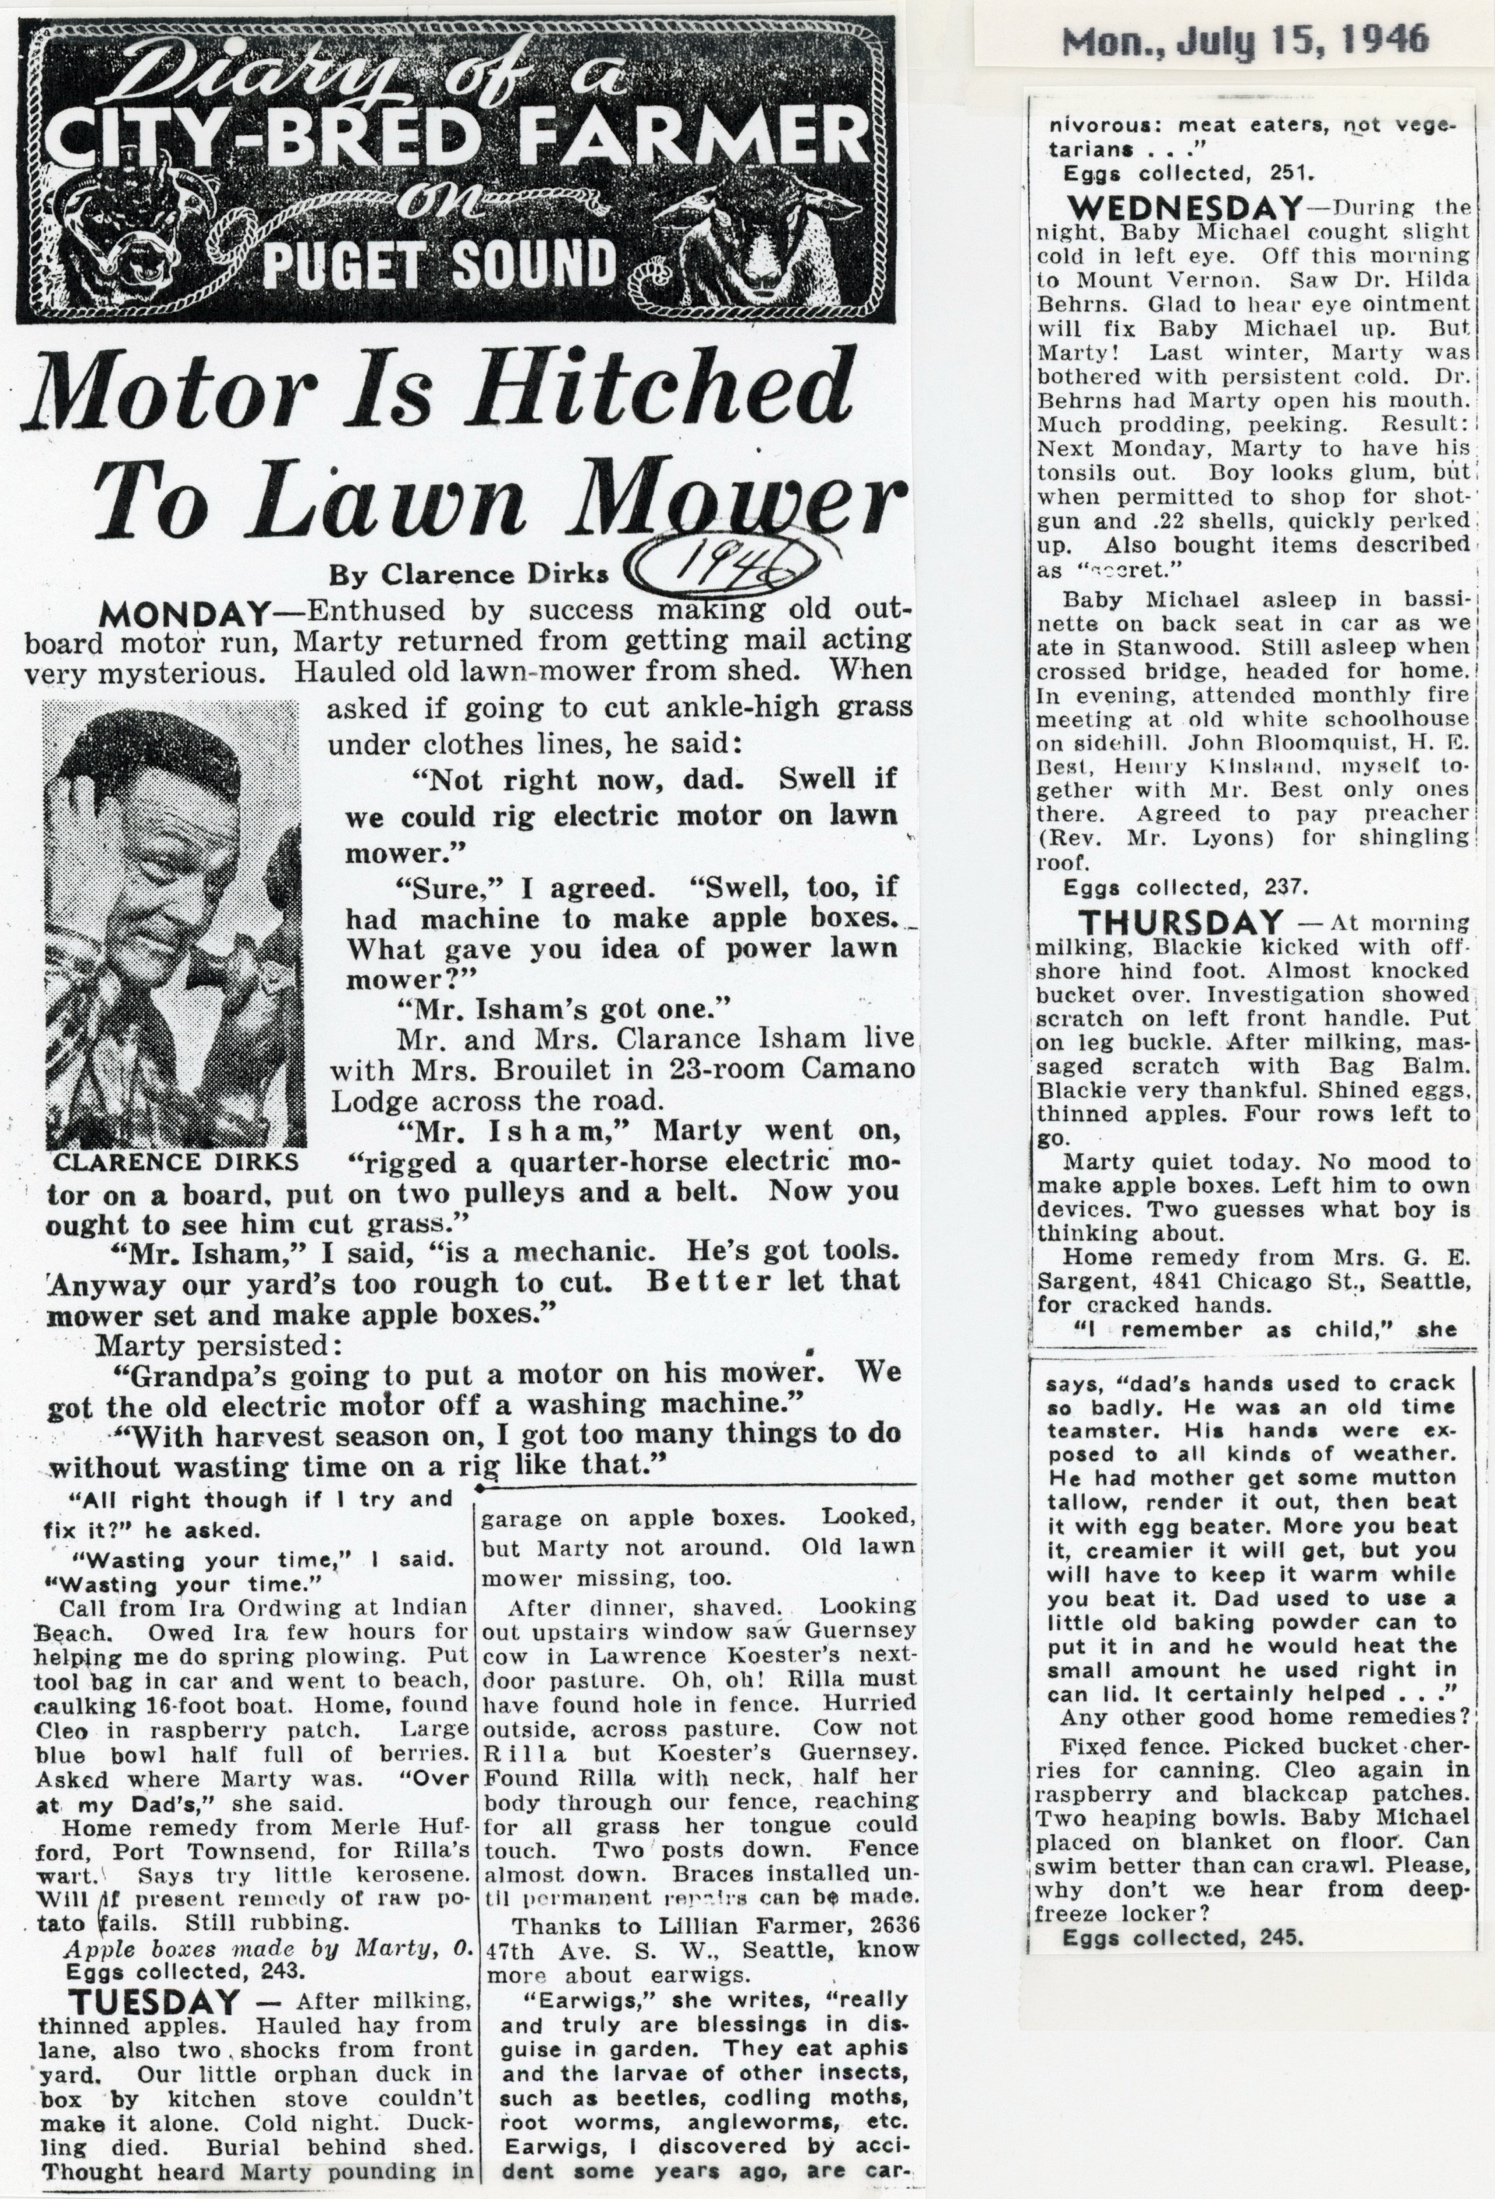 Diary of a
CITY-BRED FARMER
on
PUGET SOUND
Motor Is Hitched
To Lawn Mower
By Clarence Dirks
1946
MONDAY—Enthused by success making old out-
board motor run, Marty returned from getting mail acting
very mysterious. Hauled old lawn-mower from shed. When
asked if going to cut ankle-high grass
under clothes lines, he said:
“Not right now, dad. Swell if
we could rig electric motor on lawn
mower.”
“Sure,” I agreed. “Swell, too, if
had machine to make apple boxes.
What gave you idea of power lawn
mower?”
“Mr. Isham’s got one.”
Mr. and Mrs. Clarance Isham live
with Mrs. Brouilet in 23-room Camano
Lodge across the road.
“Mr. Isham,” Marty went on,
CLARENCE DIRKS
“rigged a quarter-horse electric mo-
tor on a board, put on two pulleys and a belt. Now you
ought to see him cut grass.”
“Mr. Isham,” I said, “is a mechanic. He’s got tools.
Anyway our yard’s too rough to cut. Better let that
mower set and make apple boxes.”
Marty persisted:
“Grandpa’s going to put a motor on his mower. We
got the old electric motor off a washing machine.”
“With harvest season on, I got too many things to do
without wasting time on a rig like that.”
“All right though if I try and
fix it?” he asked.
“Wasting your time,” I said.
“Wasting your time.”
Call from Ira Ordwing at Indian
Beach. Owed Ira few hours for
helping me do spring plowing. Put
tool bag in car and went to beach,
caulking 16-foot boat. Home, found
Cleo in raspberry patch. Large
blue bowl half full of berries.
Asked where Marty was. “Over
at my Dad’s,” she said.
Home remedy from Merle Huf-
ford, Port Townsend, for Rilla’s
wart. Says try little kerosene.
Will if present remedy of raw po-
tato fails. Still rubbing.
Apple boxes made by Marty, 0.
Eggs collected, 243.
TUESDAY — After milking,
thinned apples. Hauled hay from
lane, also two shocks from front
yard. Our little orphan duck in
box by kitchen stove couldn’t
make it alone. Cold night. Duck-
ling died. Burial behind shed.
Thought heard Marty pounding in
garage on apple boxes. Looked,
but Marty not around. Old lawn
mower missing, too.
After dinner, shaved. Looking
out upstairs window saw Guernsey
cow in Lawrence Koester’s next-
door pasture. Oh, oh! Rilla must
have found hole in fence. Hurried
outside, across pasture. Cow not
Rilla but Koester’s Guernsey.
Found Rilla with neck, half her
body through our fence, reaching
for all grass her tongue could
touch. Two posts down. Fence
almost down. Braces installed un-
til permanent repairs can be made.
Thanks to Lillian Farmer, 2636
47th Ave. S. W., Seattle, know
more about earwigs.
“Earwigs,” she writes, “really
and truly are blessings in dis-
guise in garden. They eat aphis
and the larvae of other insects,
such as beetles, codling moths,
root worms, angleworms, etc.
Earwigs, I discovered by acci-
dent some years ago, are car-
Mon., July 15, 1946
nivorous: meat eaters, not vege-
tarians . . .”
Eggs collected, 251.
WEDNESDAY—During the
night, Baby Michael cought slight
cold in left eye. Off this morning
to Mount Vernon. Saw Dr. Hilda
Behrns. Glad to hear eye ointment
will fix Baby Michael up. But
Marty! Last winter, Marty was
bothered with persistent cold. Dr.
Behrns had Marty open his mouth.
Much prodding, peeking. Result:
Next Monday, Marty to have his
tonsils out. Boy looks glum, but
when permitted to shop for shot-
gun and .22 shells, quickly perked
up. Also bought items described
as “secret.”
Baby Michael asleep in bassi-
nette on back seat in car as we
ate in Stanwood. Still asleep when
crossed bridge, headed for home.
In evening, attended monthly fire
meeting at old white schoolhouse
on sidehill. John Bloomquist, H. E.
Best, Henry Kinsland, myself to-
gether with Mr. Best only ones
there. Agreed to pay preacher
(Rev. Mr. Lyons) for shingling
roof.
Eggs collected, 237.
THURSDAY — At morning
milking, Blackie kicked with off-
shore hind foot. Almost knocked
bucket over. Investigation showed
scratch on left front handle. Put
on leg buckle. After milking, mas-
saged scratch with Bag Balm.
Blackie very thankful. Shined eggs,
thinned apples. Four rows left to
go.
Marty quiet today. No mood to
make apple boxes. Left him to own
devices. Two guesses what boy is
thinking about.
Home remedy from Mrs. G. E.
Sargent, 4841 Chicago St., Seattle,
for cracked hands.
“I remember as child,” she
says, “dad’s hands used to crack
so badly. He was an old time
teamster. His hands were ex-
posed to all kinds of weather.
He had mother get some mutton
tallow, render it out, then beat
it with egg beater. More you beat
it, creamier it will get, but you
will have to keep it warm while
you beat it. Dad used to use a
little old baking powder can to
put it in and he would heat the
small amount he used right in
can lid. It certainly helped . . .”
Any other good home remedies?
Fixed fence. Picked bucket cher-
ries for canning. Cleo again in
raspberry and blackcap patches.
Two heaping bowls. Baby Michael
placed on blanket on floor. Can
swim better than can crawl. Please,
why don’t we hear from deep-
freeze locker?
Eggs collected, 245.